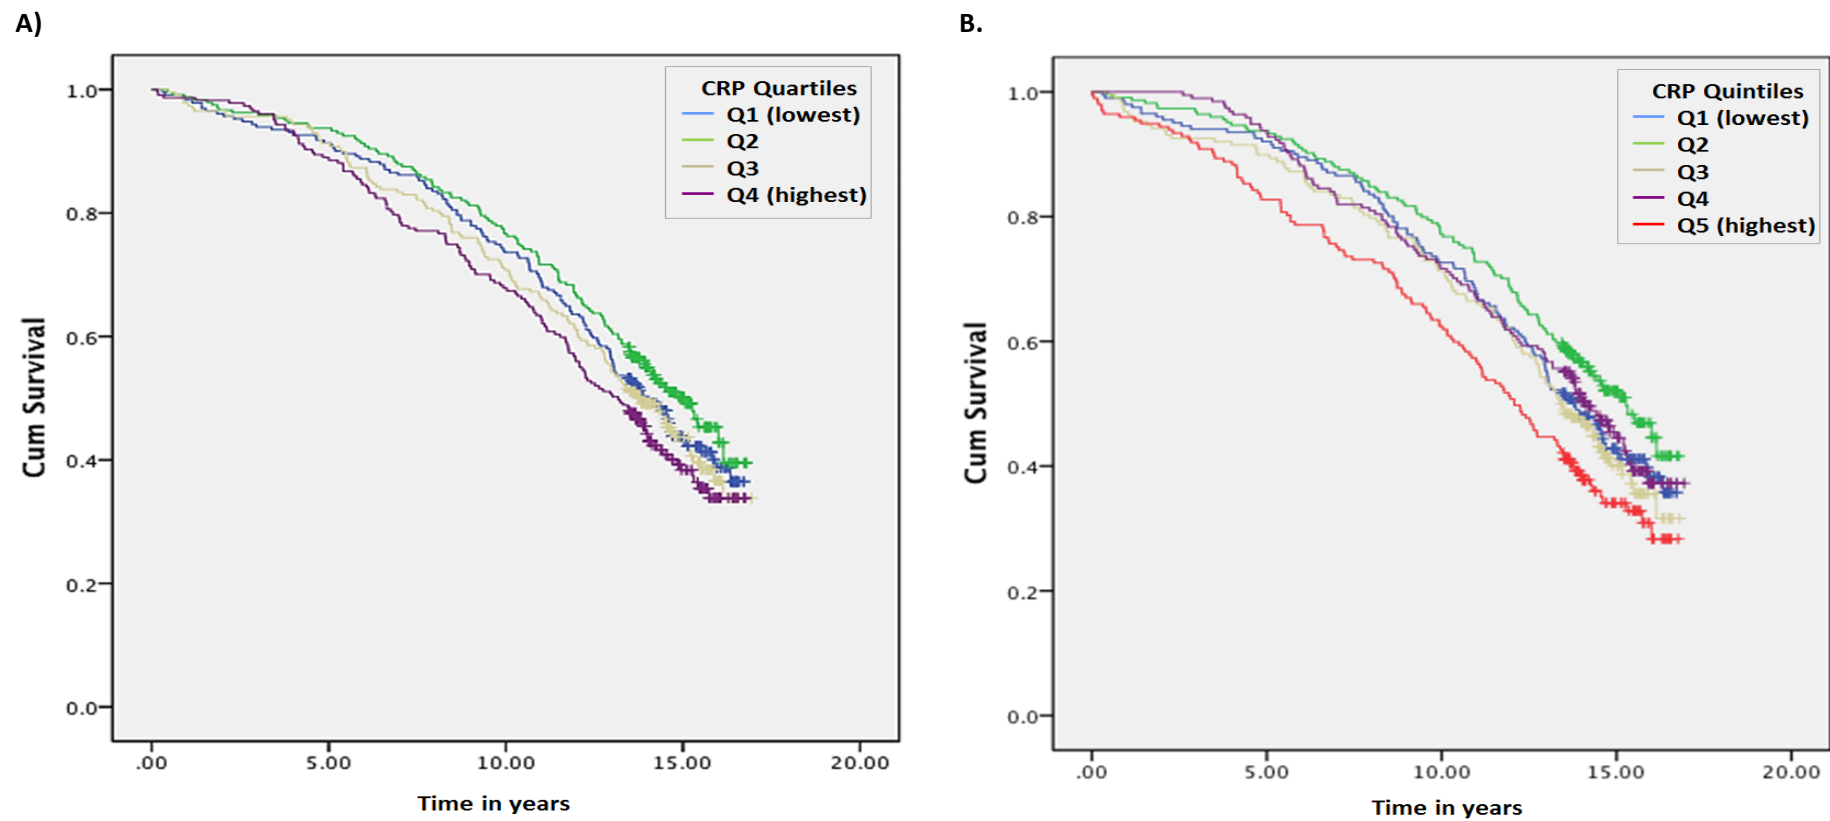 A)
CRP Quartiles
Q1 (lowest)
Q2
Q3
Q4 (highest)
1.0
0.8
0.6
0.4
0.2
0.0
Cum Survival
.00 5.00 10.00 15.00 20.00
Time in years
B.
CRP Quintiles
Q1 (lowest)
Q2
Q3
Q4
Q5 (highest)
1.0
0.8
0.6
0.4
0.2
0.0
Cum Survival
.00 5.00 10.00 15.00 20.00
Time in years